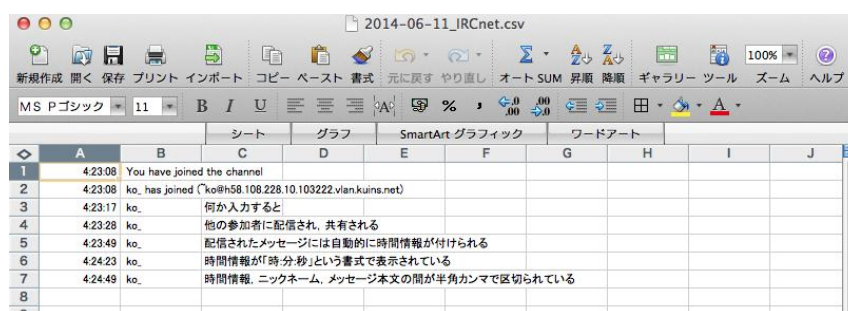 2014-06-11_IRCnet.csv
新規作成 開く 保存 プリント インポート コピー ペースト 書式 元に戻す やり直し オート SUM 昇順 降順 ギャラリー ツール 100% ズーム ヘルプ
MS Pゴシック 11 B I U A % , .0 .00 .00 .0 A
シート グラフ SmartArt グラフィック ワードアート
A B C D E F G H I J
1 4:23:08 You have joined the channel
2 4:23:08 ko_ has joined (~ko@h58.108.228.10.103222.vlan.kuins.net)
3 4:23:17 ko_ 何か入力すると
4 4:23:28 ko_ 他の参加者に配信され，共有される
5 4:23:49 ko_ 配信されたメッセージには自動的に時間情報が付けられる
6 4:24:23 ko_ 時間情報が「時:分:秒」という書式で表示されている
7 4:24:49 ko_ 時間情報，ニックネーム，メッセージ本文の間が半角カンマで区切られている
8